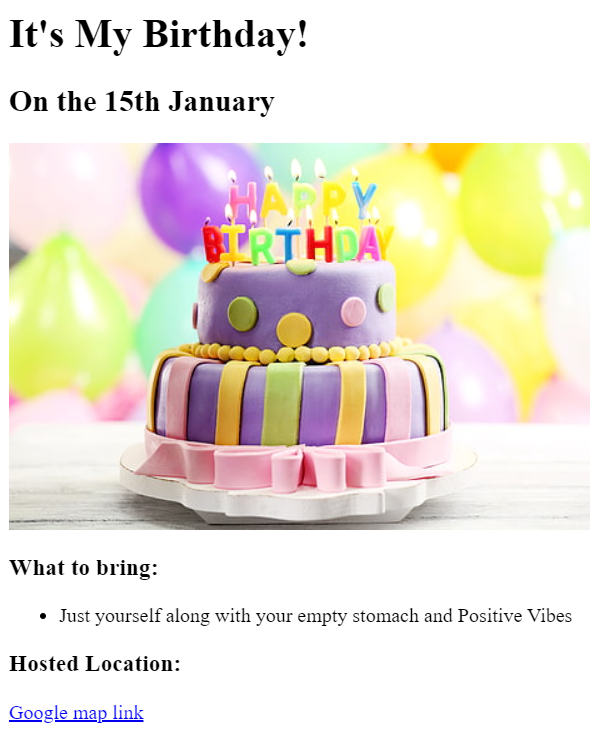 It's My Birthday!
On the 15th January
HAPPY
BIRTHDAY
What to bring:
Just yourself along with your empty stomach and Positive Vibes
Hosted Location:
Google map link